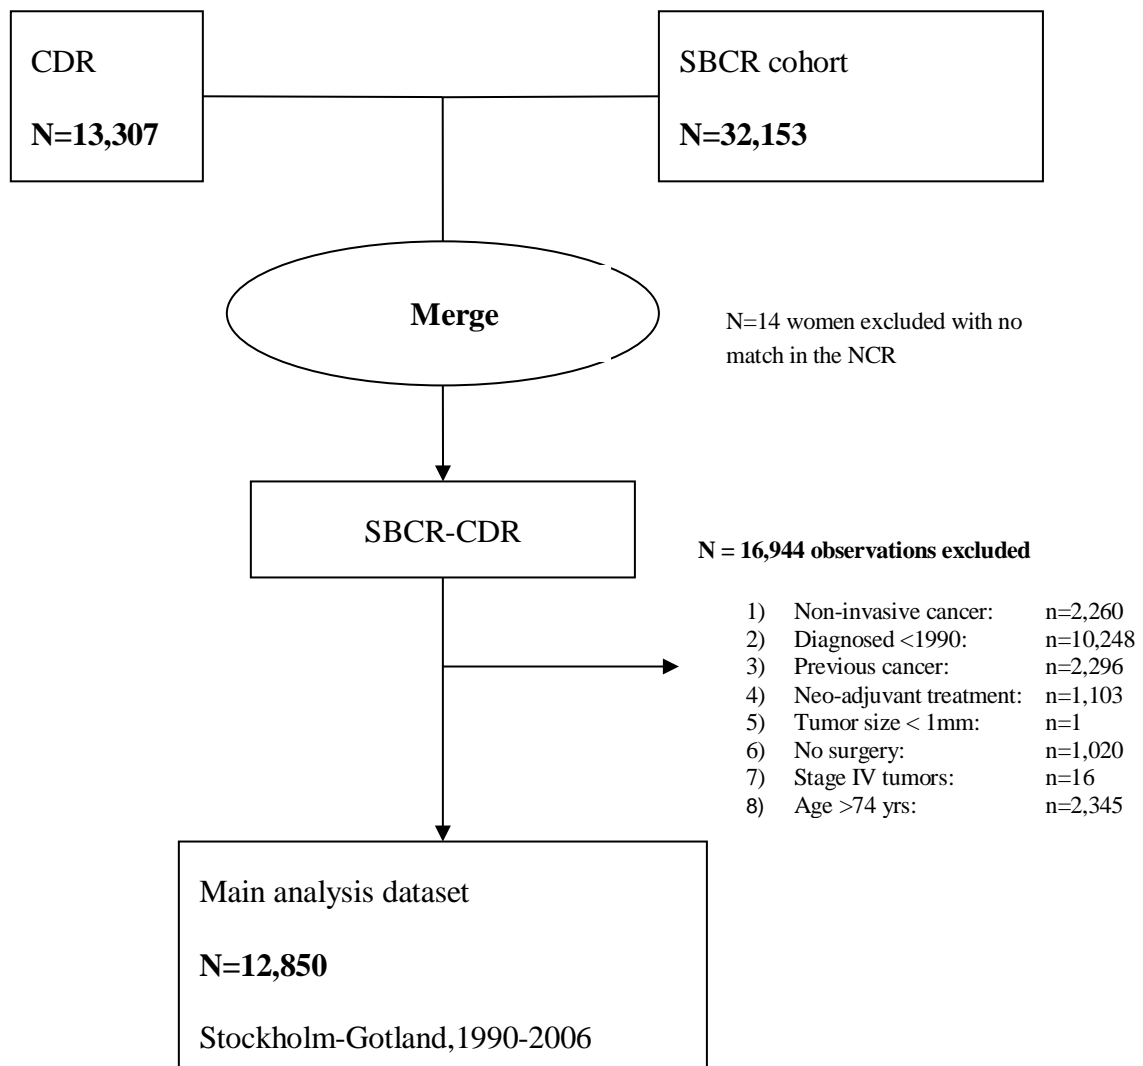 CDR
N=13,307
SBCR cohort
N=32,153
Merge
N=14 women excluded with no
match in the NCR
SBCR-CDR
N = 16,944 observations excluded
1) Non-invasive cancer: n=2,260
2) Diagnosed <1990: n=10,248
3) Previous cancer: n=2,296
4) Neo-adjuvant treatment: n=1,103
5) Tumor size < 1mm: n=1
6) No surgery: n=1,020
7) Stage IV tumors: n=16
8) Age >74 yrs: n=2,345
Main analysis dataset
N=12,850
Stockholm-Gotland,1990-2006